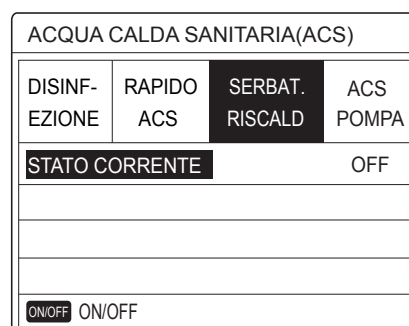 ACQUA CALDA SANITARIA(ACS)
DISINF-
EZIONE
RAPIDO
ACS
SERBAT.
RISCALD
ACS
POMPA
STATO CORRENTE OFF
ON/OFF ON/OFF